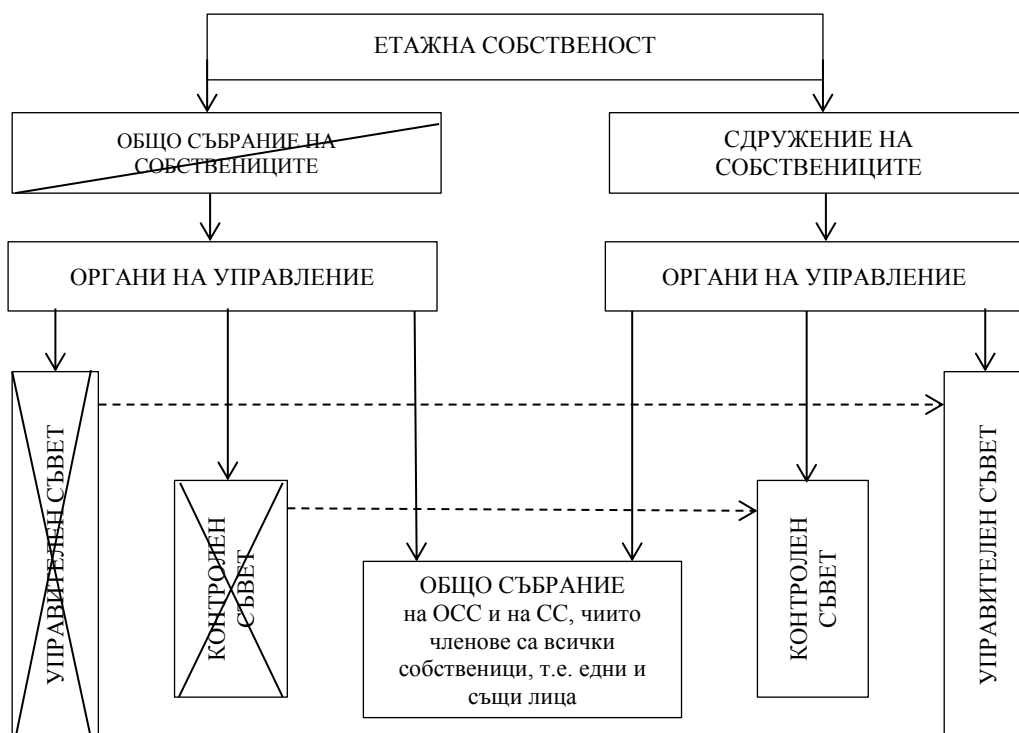 ЕТАЖНА СОБСТВЕНОСТ
ОБЩО СЪБРАНИЕ НА
СОБСТВЕНИЦИТЕ
СДРУЖЕНИЕ НА
СОБСТВЕНИЦИТЕ
ОРГАНИ НА УПРАВЛЕНИЕ
ОРГАНИ НА УПРАВЛЕНИЕ
УПРАВИТЕЛЕН СЪВЕТ
КОНТРОЛЕН
СЪВЕТ
ОБЩО СЪБРАНИЕ
на ОСС и на СС, чиито
членове са всички
собственици, т.е. едни и
същи лица
КОНТРОЛЕН
СЪВЕТ
УПРАВИТЕЛЕН СЪВЕТ